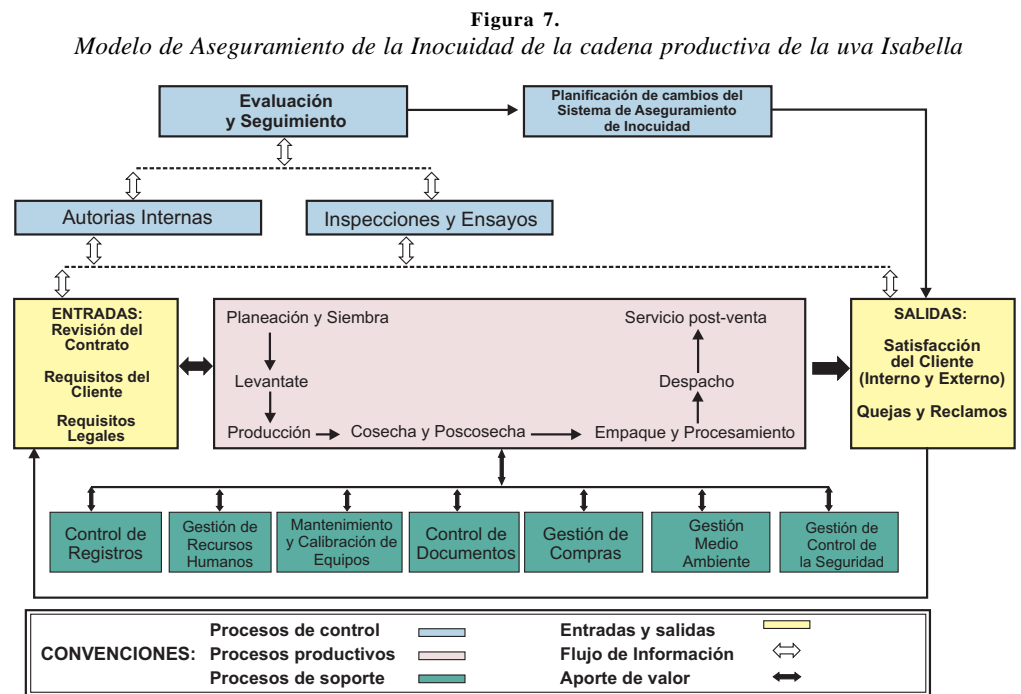 Figura 7.
Modelo de Aseguramiento de la Inocuidad de la cadena productiva de la uva Isabella
Evaluación
y Seguimiento
Planificación de cambios del
Sistema de Aseguramiento
de Inocuidad
Autorias Internas
Inspecciones y Ensayos
ENTRADAS:
Revisión del
Contrato
Requisitos del
Cliente
Requisitos
Legales
Planeación y Siembra
Levantate
Producción
Cosecha y Poscosecha
Empaque y Procesamiento
Despacho
Servicio post-venta
SALIDAS:
Satisfacción
del Cliente
(Interno y Externo)
Quejas y Reclamos
Control de
Registros
Gestión de
Recursos
Humanos
Mantenimiento
y Calibración de
Equipos
Control de
Documentos
Gestión de
Compras
Gestión
Medio
Ambiente
Gestión de
Control de
la Seguridad
CONVENCIONES:
Procesos de control
Procesos productivos
Procesos de soporte
Entradas y salidas
Flujo de Información
Aporte de valor